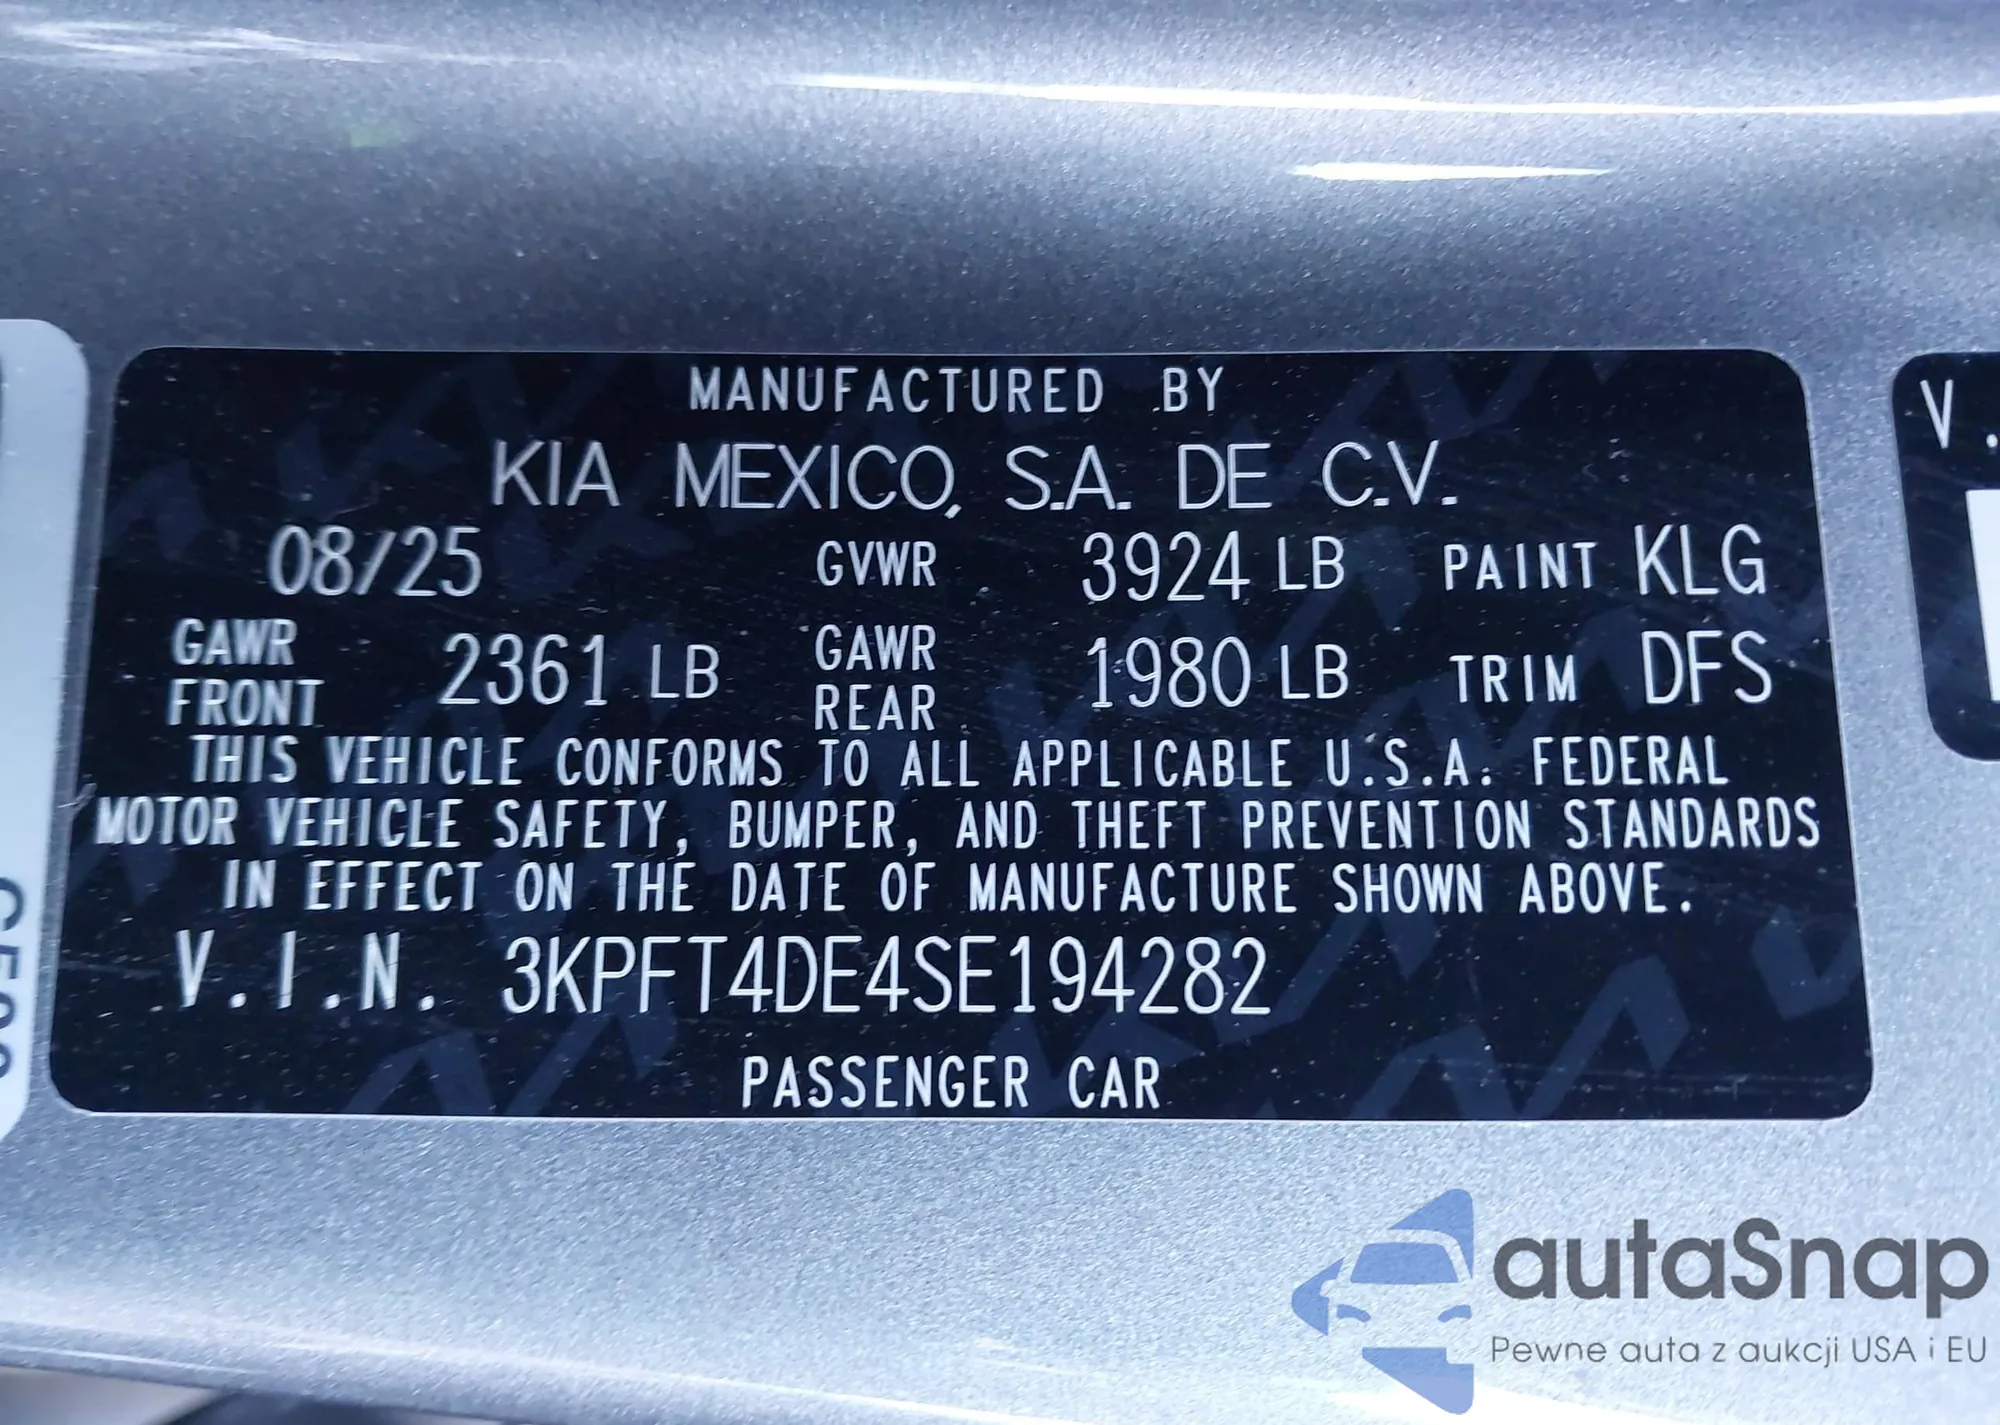 MANUFACTURED BY
KIA MEXICO, S.A. DE C.V.
08/25 GVWR 3924 LB PAINT KLG
GAWR FRONT 2361 LB GAWR REAR 1980 LB TRIM DFS
THIS VEHICLE CONFORMS TO ALL APPLICABLE U.S.A. FEDERAL
MOTOR VEHICLE SAFETY, BUMPER, AND THEFT PREVENTION STANDARDS
IN EFFECT ON THE DATE OF MANUFACTURE SHOWN ABOVE.
V.I.N. 3KPFT4DE4SE194282
PASSENGER CAR
V.
autaSnap
Pewne auta z aukcji USA i EU